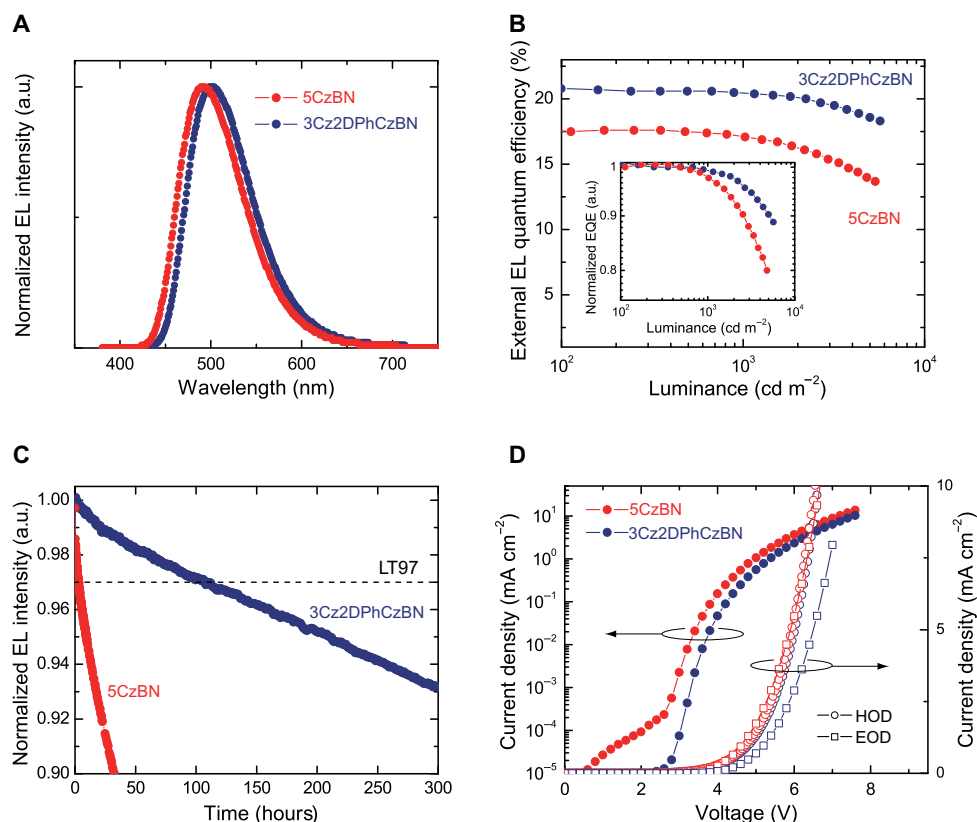 A
Normalized EL intensity (a.u.)
5CzBN
3Cz2DPhCzBN
400 500 600 700
Wavelength (nm)
B
External EL quantum efficiency (%)
20
15
10
5
3Cz2DPhCzBN
5CzBN
Normalized EQE (a.u.)
1
0.9
0.8
10² 10³ 10⁴
Luminance (cd m⁻²)
10² 10³ 10⁴
Luminance (cd m⁻²)
C
Normalized EL intensity (a.u.)
1.00
0.98
0.96
0.94
0.92
0.90
LT97
3Cz2DPhCzBN
5CzBN
0 50 100 150 200 250 300
Time (hours)
D
Current density (mA cm⁻²)
10¹
10⁰
10⁻¹
10⁻²
10⁻³
10⁻⁴
10⁻⁵
5CzBN
3Cz2DPhCzBN
HOD
EOD
10
5
0
Current density (mA cm⁻²)
0 2 4 6 8
Voltage (V)